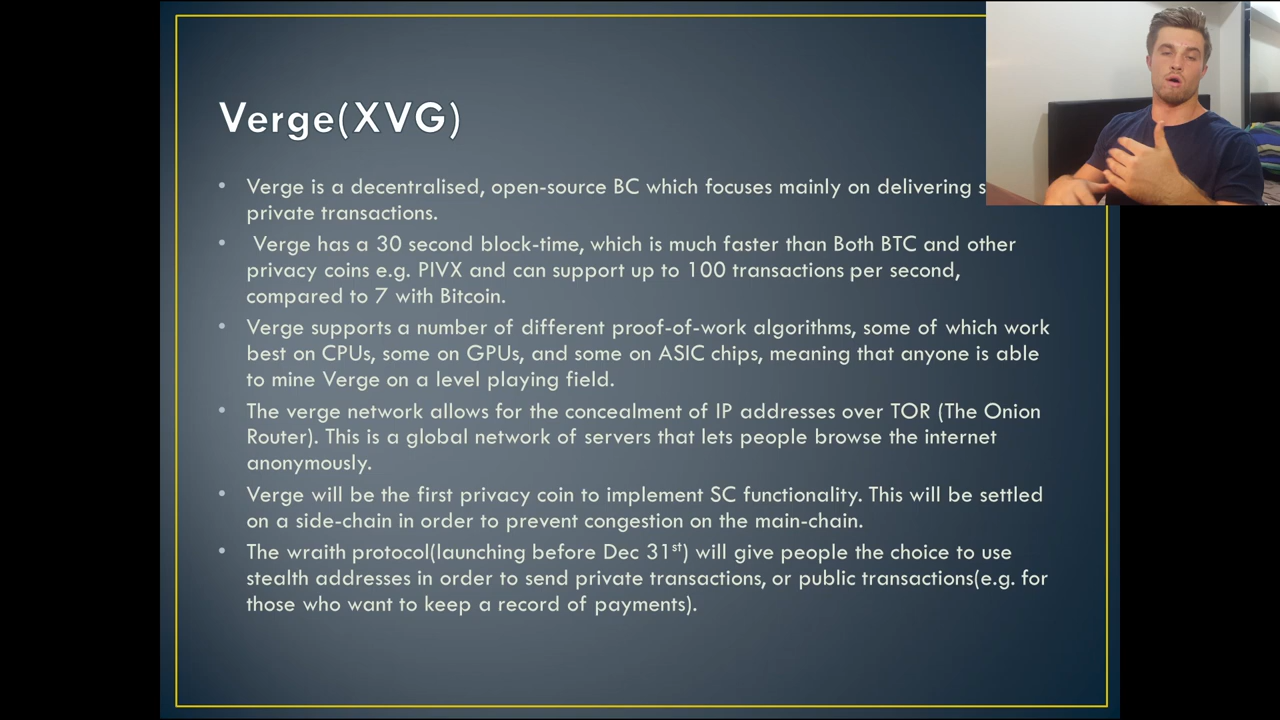 Verge(XVG)
• Verge is a decentralised, open-source BC which focuses mainly on delivering
private transactions.
• Verge has a 30 second block-time, which is much faster than Both BTC and other
privacy coins e.g. PIVX and can support up to 100 transactions per second,
compared to 7 with Bitcoin.
• Verge supports a number of different proof-of-work algorithms, some of which work
best on CPUs, some on GPUs, and some on ASIC chips, meaning that anyone is able
to mine Verge on a level playing field.
• The verge network allows for the concealment of IP addresses over TOR (The Onion
Router). This is a global network of servers that lets people browse the internet
anonymously.
• Verge will be the first privacy coin to implement SC functionality. This will be settled
on a side-chain in order to prevent congestion on the main-chain.
• The wraith protocol(launching before Dec 31st) will give people the choice to use
stealth addresses in order to send private transactions, or public transactions(e.g. for
those who want to keep a record of payments).